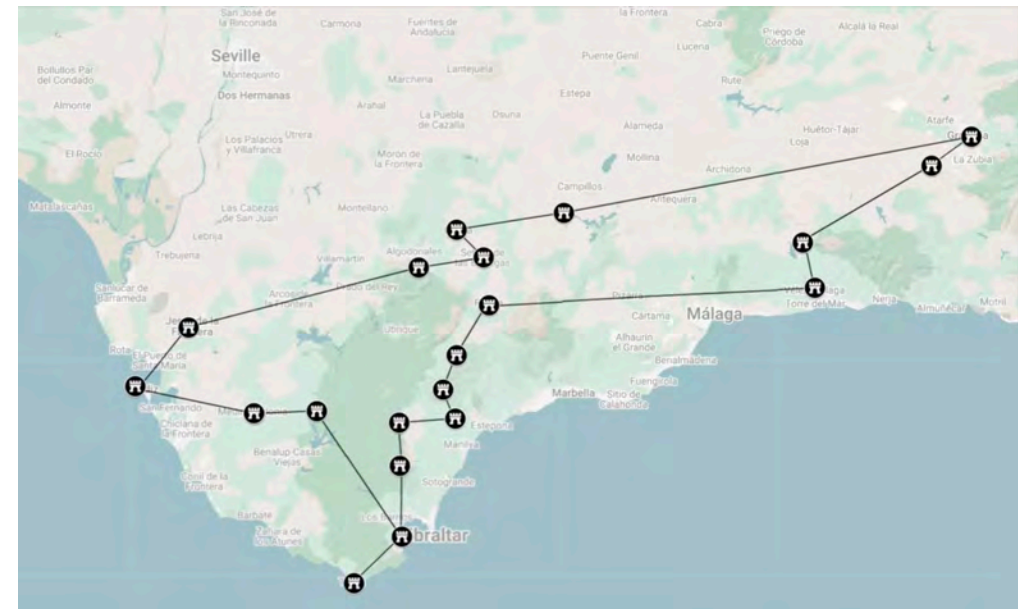 San José de
la Rinconada
Carmona
Fuentes de
Andalucía
la Frontera
Cabra
Priego de
Córdoba
Alcalá la Real
Seville
Montequinto
Dos Hermanas
Bollullos Par
del Condado
Almonte
Marchena
Lantejuela
Puente Genil
Lucena
Estepa
Rute
Arahal
La Puebla
de Cazalla
Osuna
Alameda
Huétor-Tájar
Loja
Atarfe
La Zubia
El Rocío
Los Palacios
y Villafranca
Utrera
Morón de
la Frontera
Mollina
Archidona
Campillos
Antequera
Matalascañas
Las Cabezas
de San Juan
Montellano
Lebrija
Trebujena
Villamartín
Algodonales
Sanlúcar de
Barrameda
Arcos
la Frontera
Prado del Rey
Pizarra
Torre del Mar
Nerja
Almuñécar
Motril
Málaga
Cártama
Rota
El Puerto de
Santa María
Ubrique
Alhaurín
el Grande
Benalmádena
Fuengirola
Marbella
Sitio de
Calahonda
San Fernando
Chiclana de
la Frontera
Estepona
Manilva
Benalup-Casas
Viejas
Sotogrande
Conil de la
Frontera
Barbate
Zahara de
los Atunes
Los Barrios